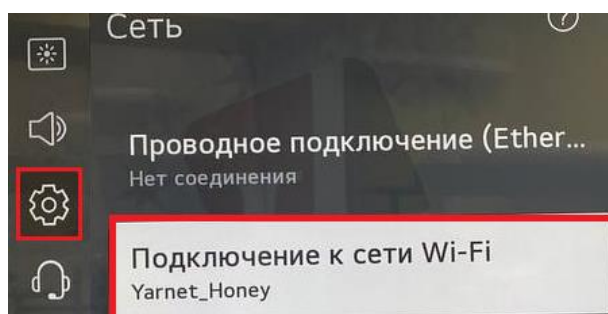 Сеть
Проводное подключение (Ether...
Нет соединения
Подключение к сети Wi-Fi
Yarnet_Honey